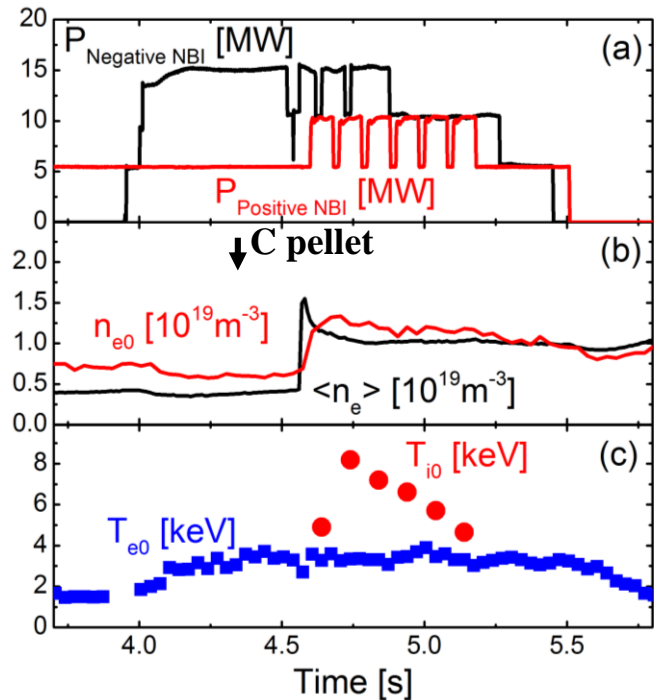 P_Negative NBI [MW] (a)
20
15
10
5
0
P_Positive NBI [MW]
C pellet (b)
2.0
1.5
1.0
0.5
0.0
n_e0 [10^19 m^-3]
<n_e> [10^19 m^-3]
T_i0 [keV] (c)
T_e0 [keV]
8
6
4
2
0
4.0 4.5 5.0 5.5
Time [s]